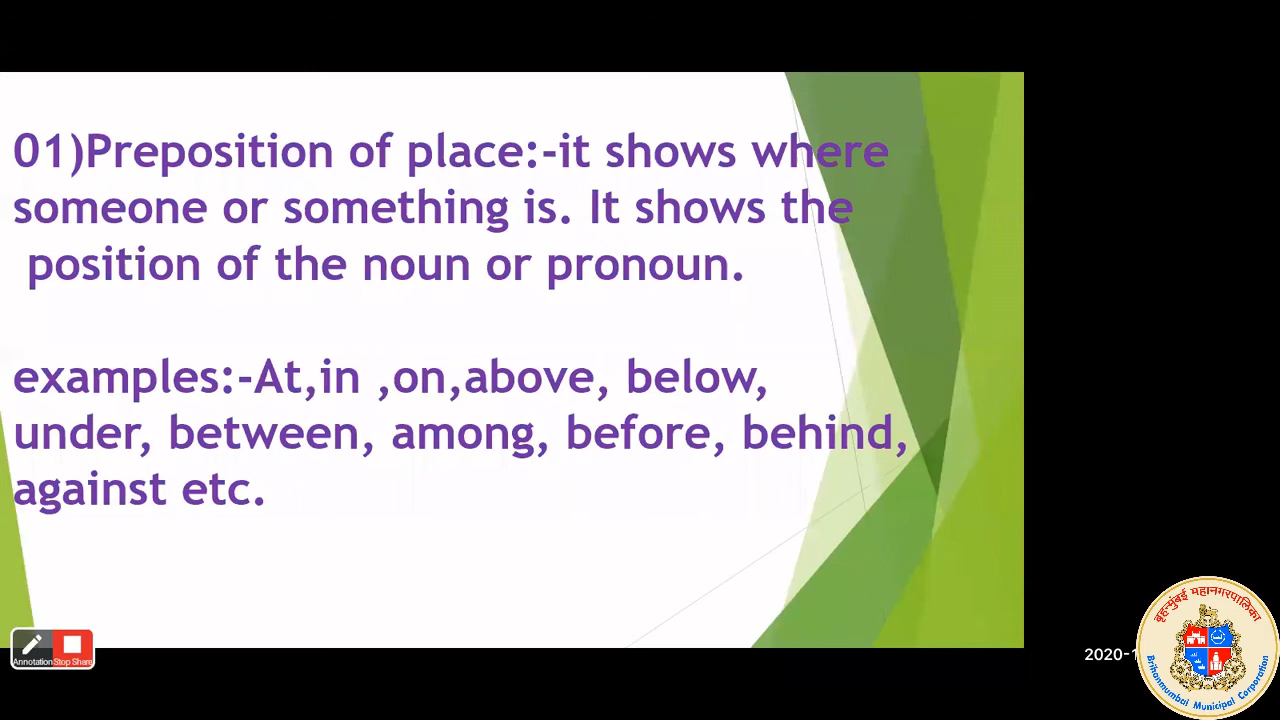 01)Preposition of place:-it shows where
someone or something is. It shows the
position of the noun or pronoun.
examples:-At,in ,on,above, below,
under, between, among, before, behind,
against etc.
Annotation Stop Share
2020-1
बृहन्मुंबई महानगरपालिका
Brihanmumbai Municipal Corporation